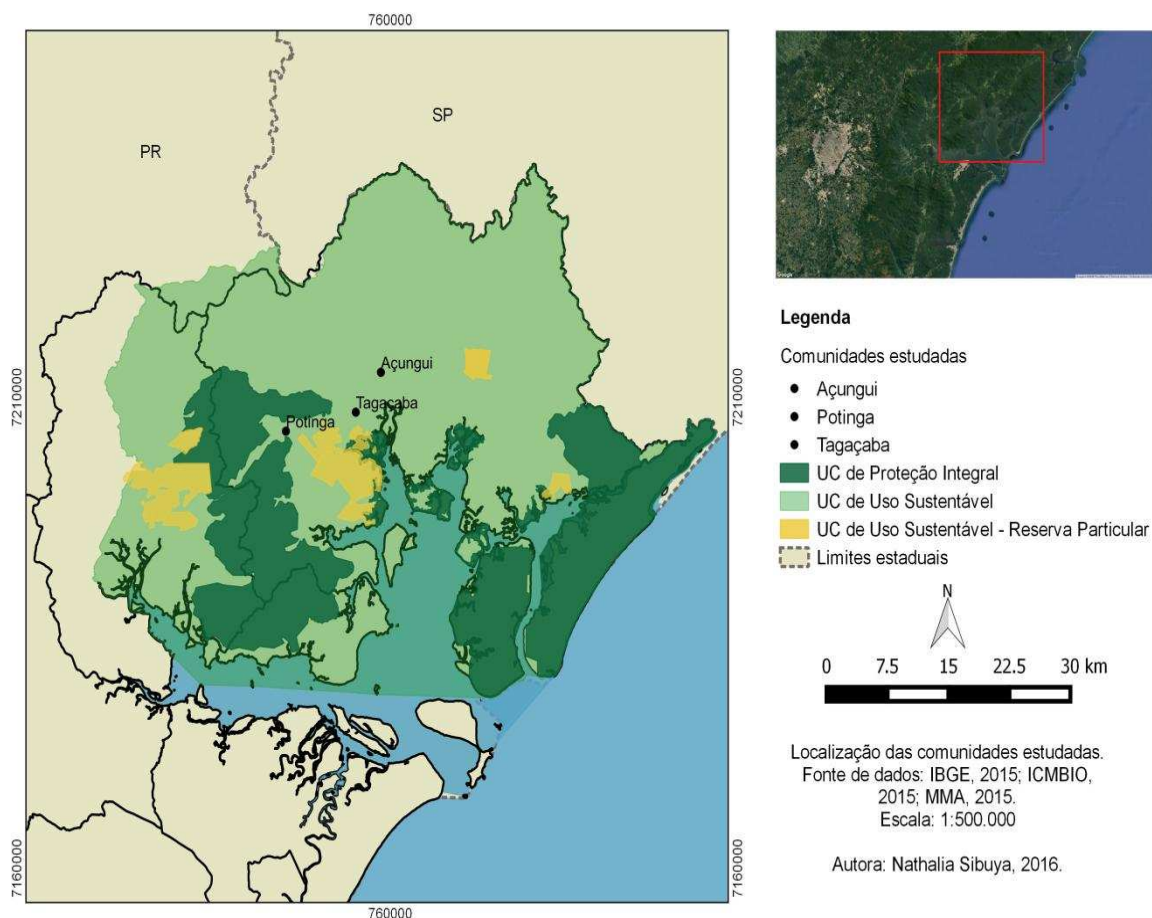 760000
PR
SP
7210000
7210000
Açungui
Tagaçaba
Potinga
7160000
7160000
760000
Google
Legenda
Comunidades estudadas
Açungui
Potinga
Tagaçaba
UC de Proteção Integral
UC de Uso Sustentável
UC de Uso Sustentável - Reserva Particular
Limites estaduais
N
0 7.5 15 22.5 30 km
Localização das comunidades estudadas.
Fonte de dados: IBGE, 2015; ICMBIO,
2015; MMA, 2015.
Escala: 1:500.000
Autora: Nathalia Sibuya, 2016.